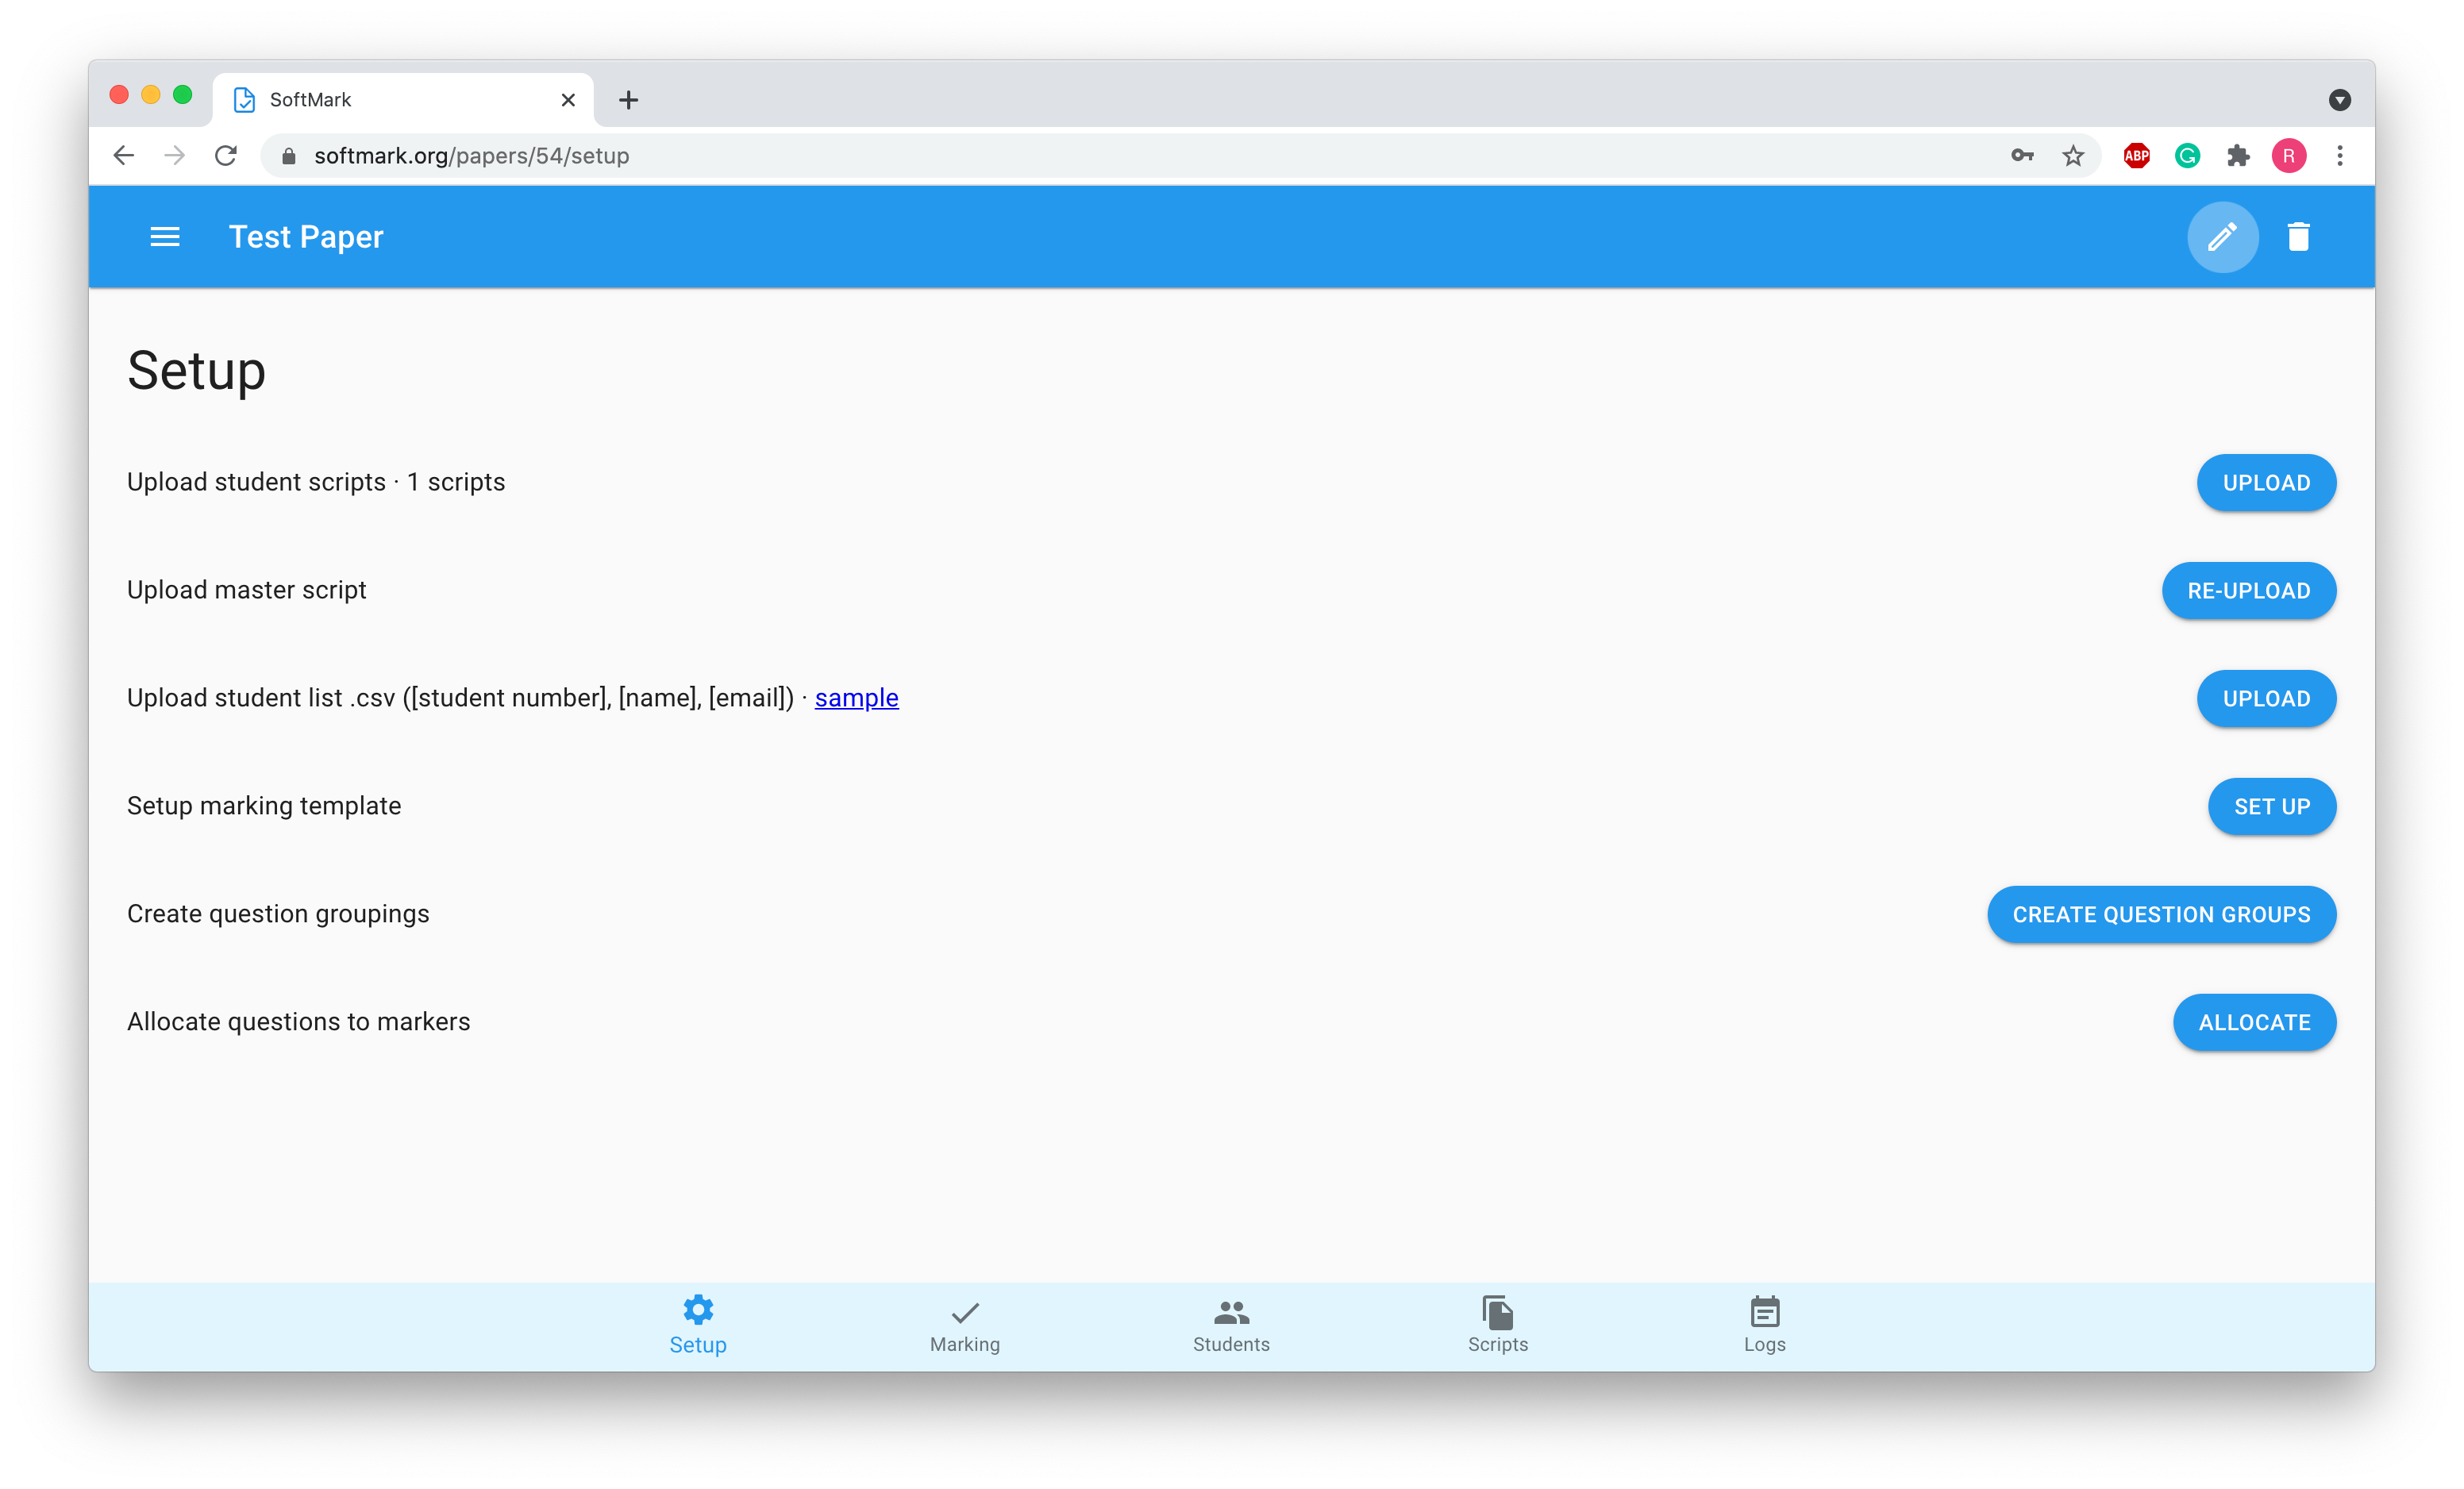 SoftMark
softmark.org/papers/54/setup
ABP
R
Test Paper
Setup
Upload student scripts · 1 scripts
UPLOAD
Upload master script
RE-UPLOAD
Upload student list .csv ([student number], [name], [email]) · sample
UPLOAD
Setup marking template
SET UP
Create question groupings
CREATE QUESTION GROUPS
Allocate questions to markers
ALLOCATE
Setup
Marking
Students
Scripts
Logs